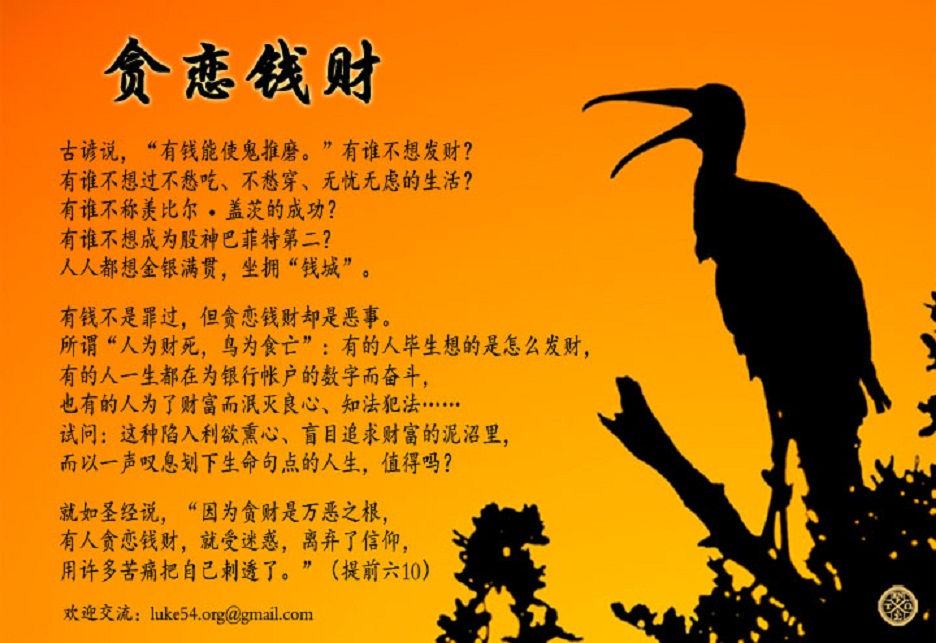 贪恋钱财
古谚说，“有钱能使鬼推磨。”有谁不想发财？
有谁不想过不愁吃、不愁穿、无忧无虑的生活？
有谁不称羡比尔·盖茨的成功？
有谁不想成为股神巴菲特第二？
人人都想金银满贯，坐拥“钱城”。
有钱不是罪过，但贪恋钱财却是恶事。
所谓“人为财死，鸟为食亡”：有的人毕生想的是怎么发财，
有的人一生都在为银行帐户的数字而奋斗，
也有的人为了财富而泯灭良心、知法犯法……
试问：这种陷入利欲熏心、盲目追求财富的泥沼里，
而以一声叹息划下生命句点的人生，值得吗？
就如圣经说，“因为贪财是万恶之根，
有人贪恋钱财，就受迷惑，离弃了信仰，
用许多苦痛把自己刺透了。”（提前六10）
欢迎交流：luke54.org@gmail.com